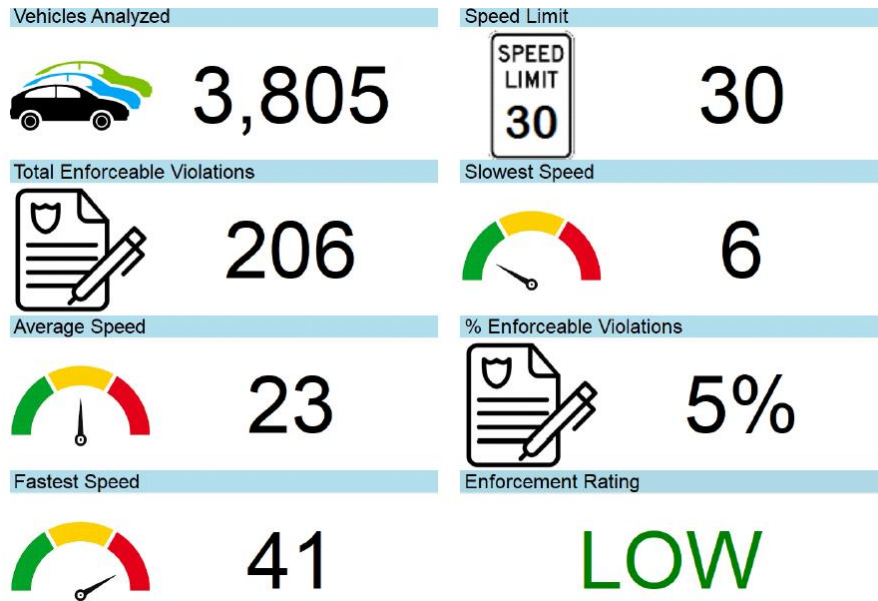 Vehicles Analyzed
3,805
Speed Limit
SPEED
LIMIT
30
30
Total Enforceable Violations
206
Slowest Speed
6
Average Speed
23
% Enforceable Violations
5%
Fastest Speed
41
Enforcement Rating
LOW